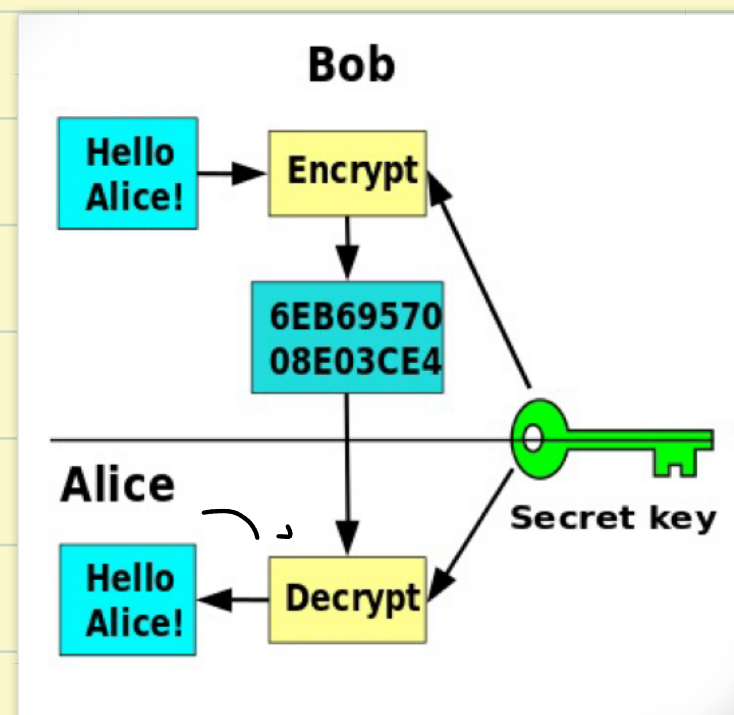 Bob
Hello
Alice!
Encrypt
6EB69570
08E03CE4
Alice
Secret key
Hello
Alice!
Decrypt